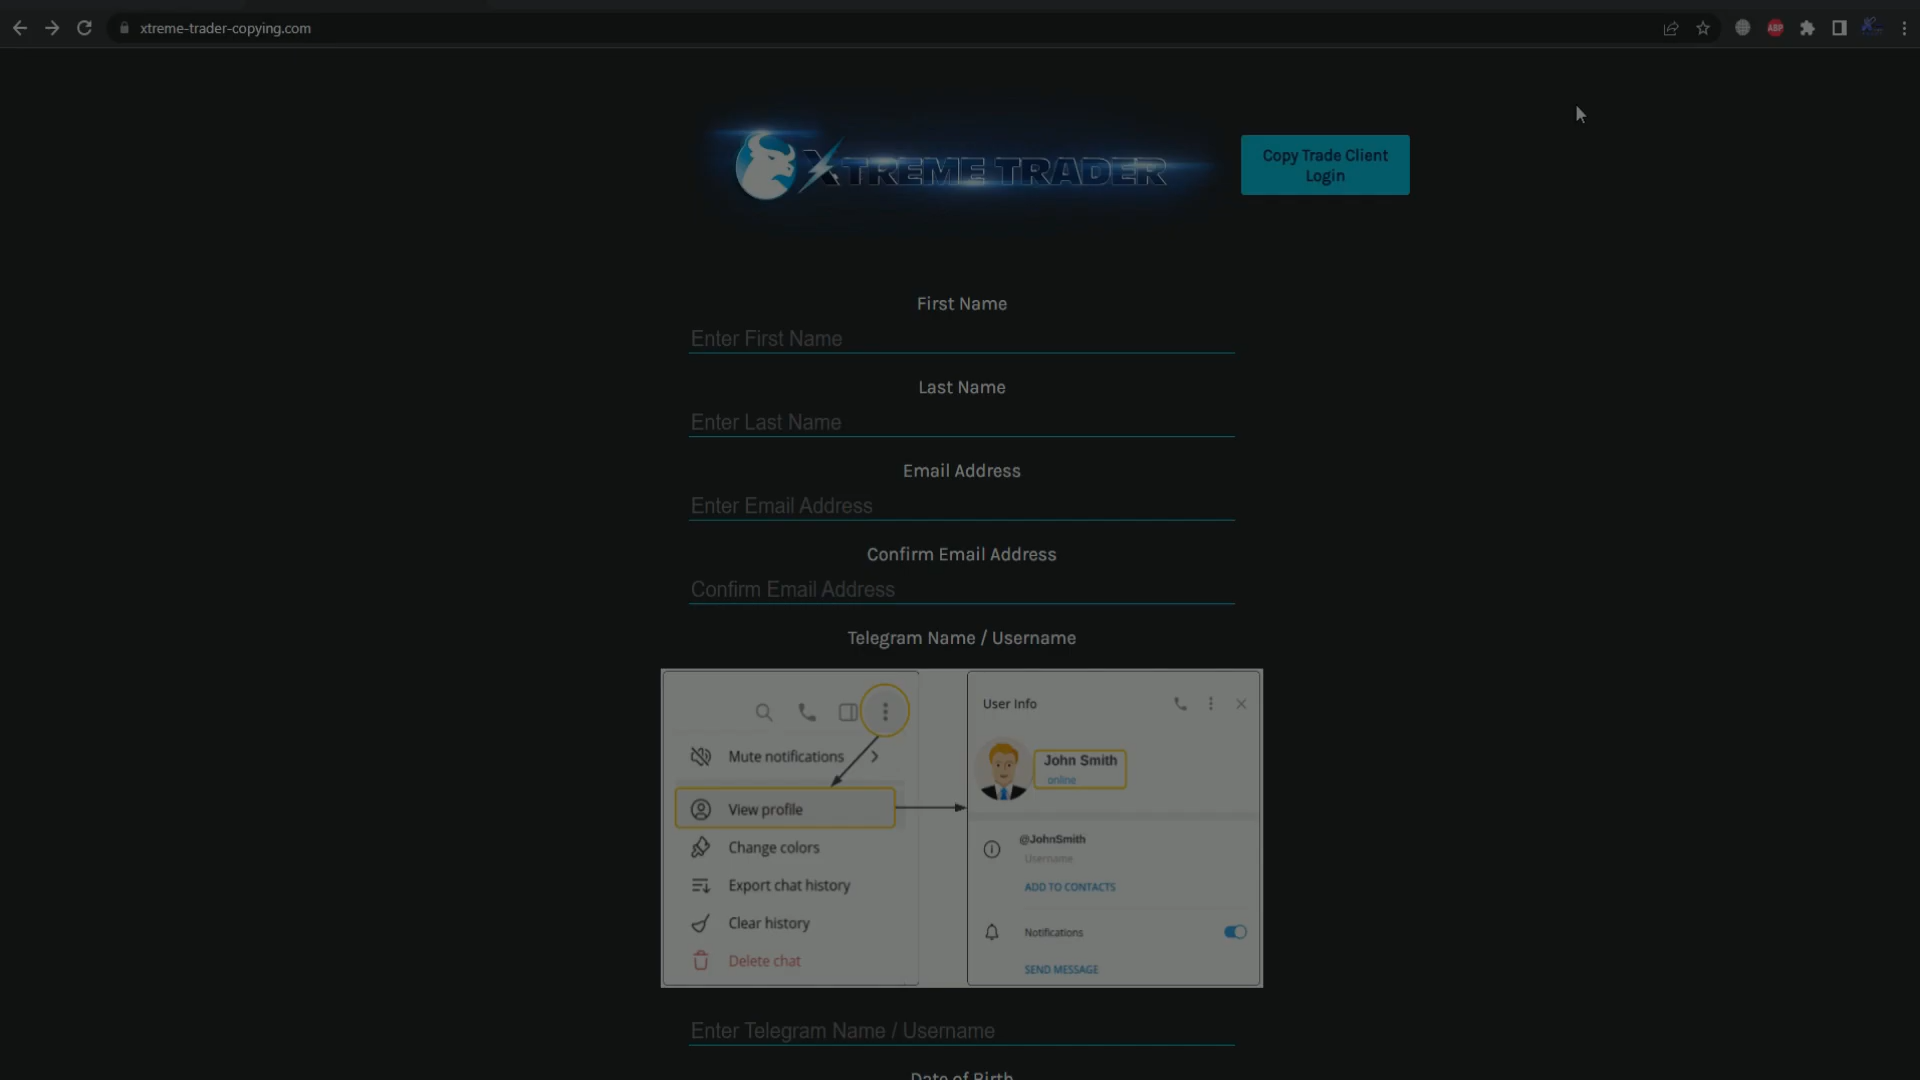 xtreme-trader-copying.com
ABP
XTREME TRADER
Copy Trade Client
Login
First Name
Enter First Name
Last Name
Enter Last Name
Email Address
Enter Email Address
Confirm Email Address
Confirm Email Address
Telegram Name / Username
Mute notifications
View profile
Change colors
Export chat history
Clear history
Delete chat
User Info
John Smith
online
@JohnSmith
Username
ADD TO CONTACTS
Notifications
SEND MESSAGE
Enter Telegram Name / Username
Date of Birth